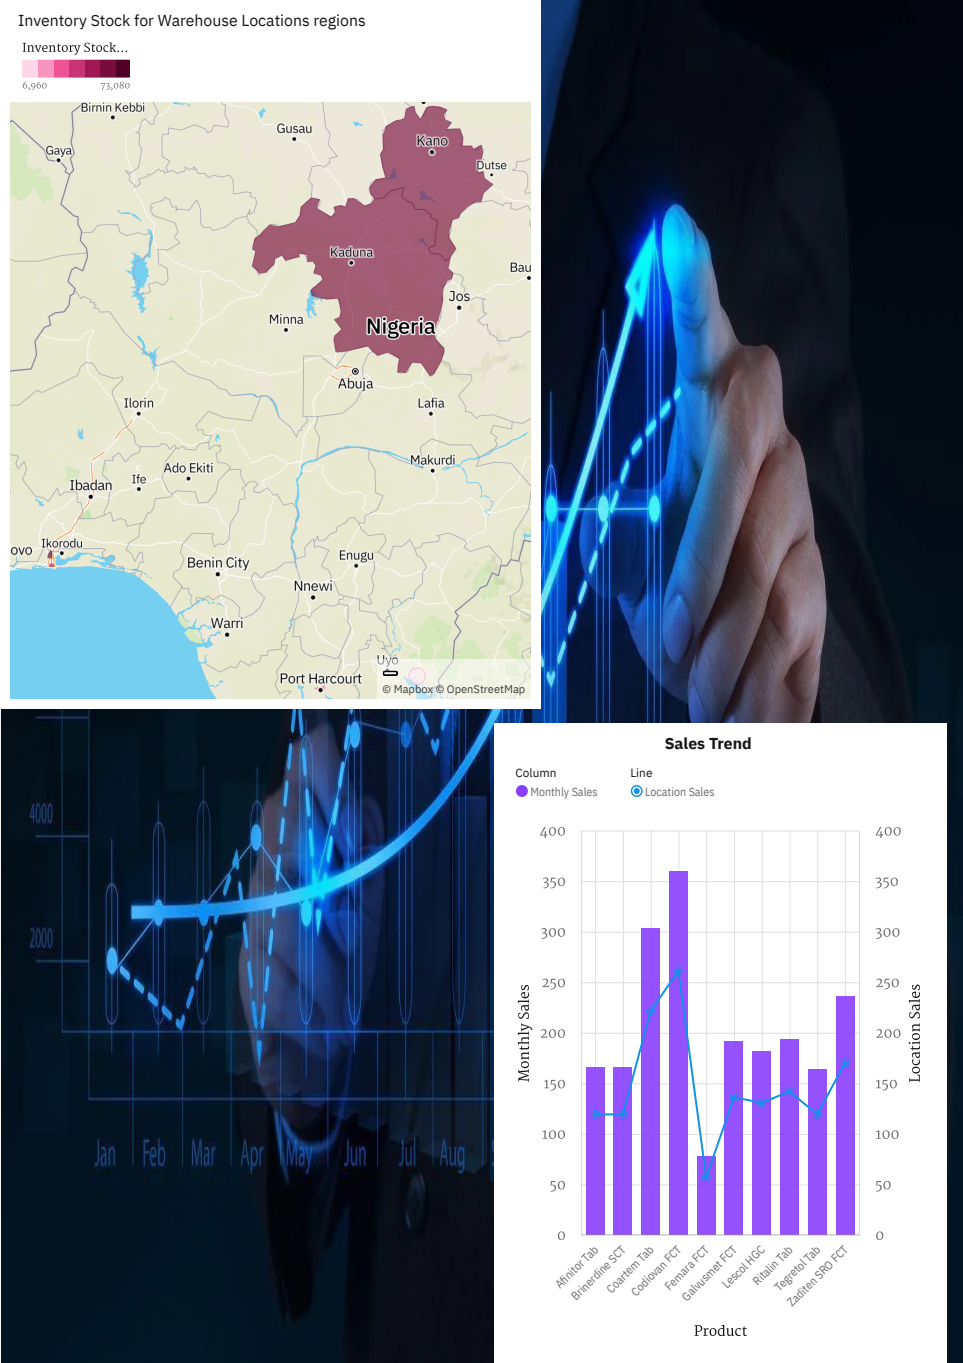 Inventory Stock for Warehouse Locations regions
Inventory Stock...
6,960 73,080
Birnin Kebbi
Gusau
Kano
Gaya
Dutse
Kaduna
Bau
Jos
Minna
Nigeria
Abuja
Ilorin
Lafia
Ado Ekiti
Makurdi
Ife
Ibadan
Ikorodu
ovo
Benin City
Enugu
Nnewi
Warri
Uyo
Port Harcourt
© Mapbox © OpenStreetMap
4000
2000
Jan Feb Mar Apr May Jun Jul Aug S
Sales Trend
Column Line
Monthly Sales Location Sales
400 400
350 350
300 300
250 250
200 200
150 150
100 100
50 50
0 0
Monthly Sales
Location Sales
Afinitor Tab
Brinerdine SCT
Coartem Tab
Codiovan FCT
Femara FCT
Galvusmet FCT
Lescol HGC
Ritalin Tab
Tegretol Tab
Zaditen SRO FCT
Product